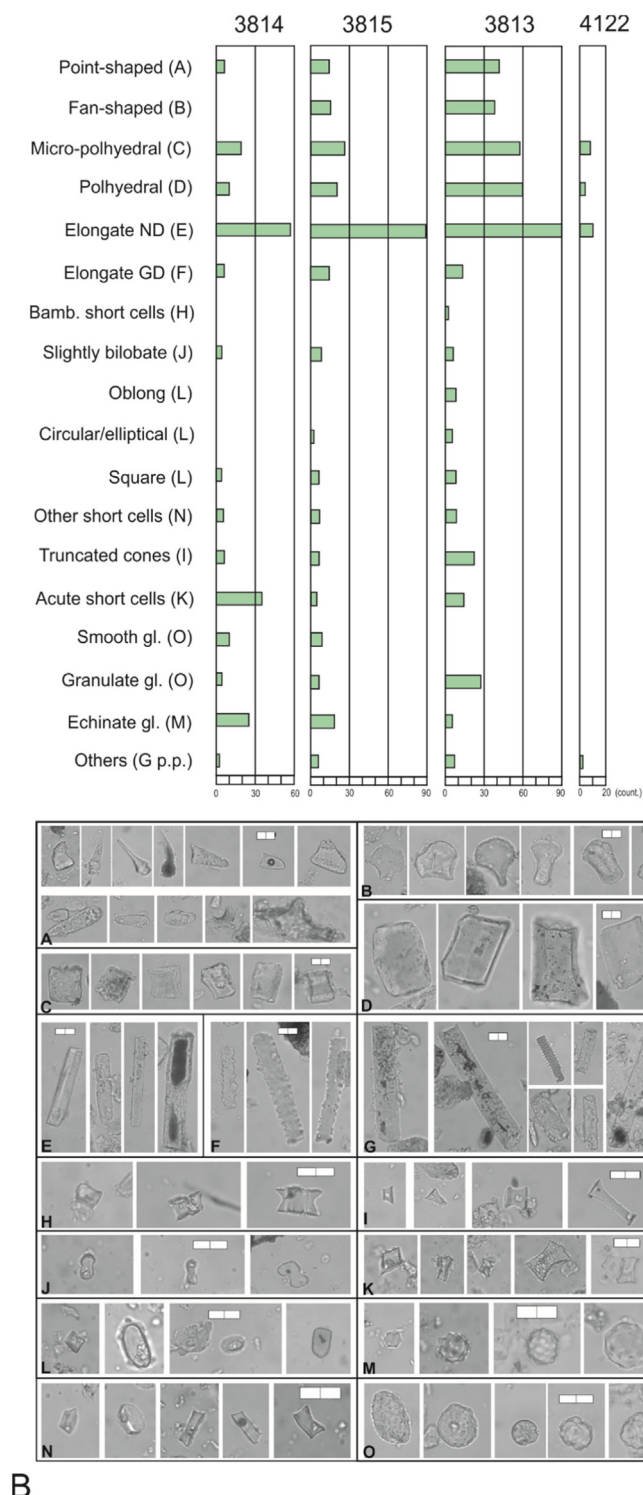 3814 3815 3813 4122
Point-shaped (A)
Fan-shaped (B)
Micro-polhyedral (C)
Polhyedral (D)
Elongate ND (E)
Elongate GD (F)
Bamb. short cells (H)
Slightly bilobate (J)
Oblong (L)
Circular/elliptical (L)
Square (L)
Other short cells (N)
Truncated cones (I)
Acute short cells (K)
Smooth gl. (O)
Granulate gl. (O)
Echinate gl. (M)
Others (G p.p.)
0 30 60 0 30 60 90 0 30 60 90 0 20 (count.)
A B
C D
E F G
H I
J K
L M
N O
B